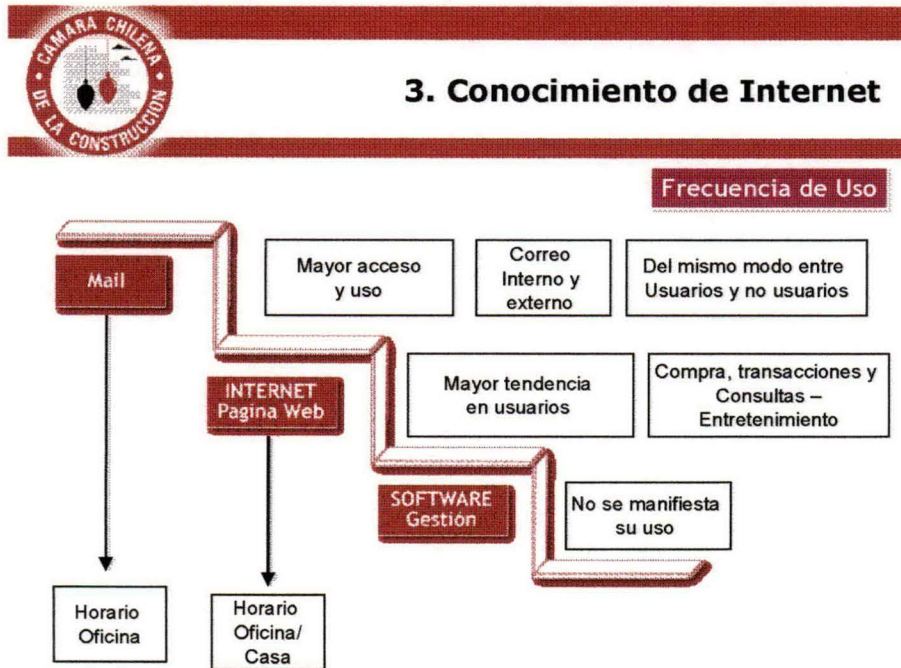 CAMARA CHILENA
DE LA CONSTRUCCION
3. Conocimiento de Internet
Frecuencia de Uso
Mail
Mayor acceso
y uso
Correo
Interno y
externo
Del mismo modo entre
Usuarios y no usuarios
INTERNET
Pagina Web
Mayor tendencia
en usuarios
Compra, transacciones y
Consultas –
Entretenimiento
SOFTWARE
Gestión
No se manifiesta
su uso
Horario
Oficina
Horario
Oficina/
Casa